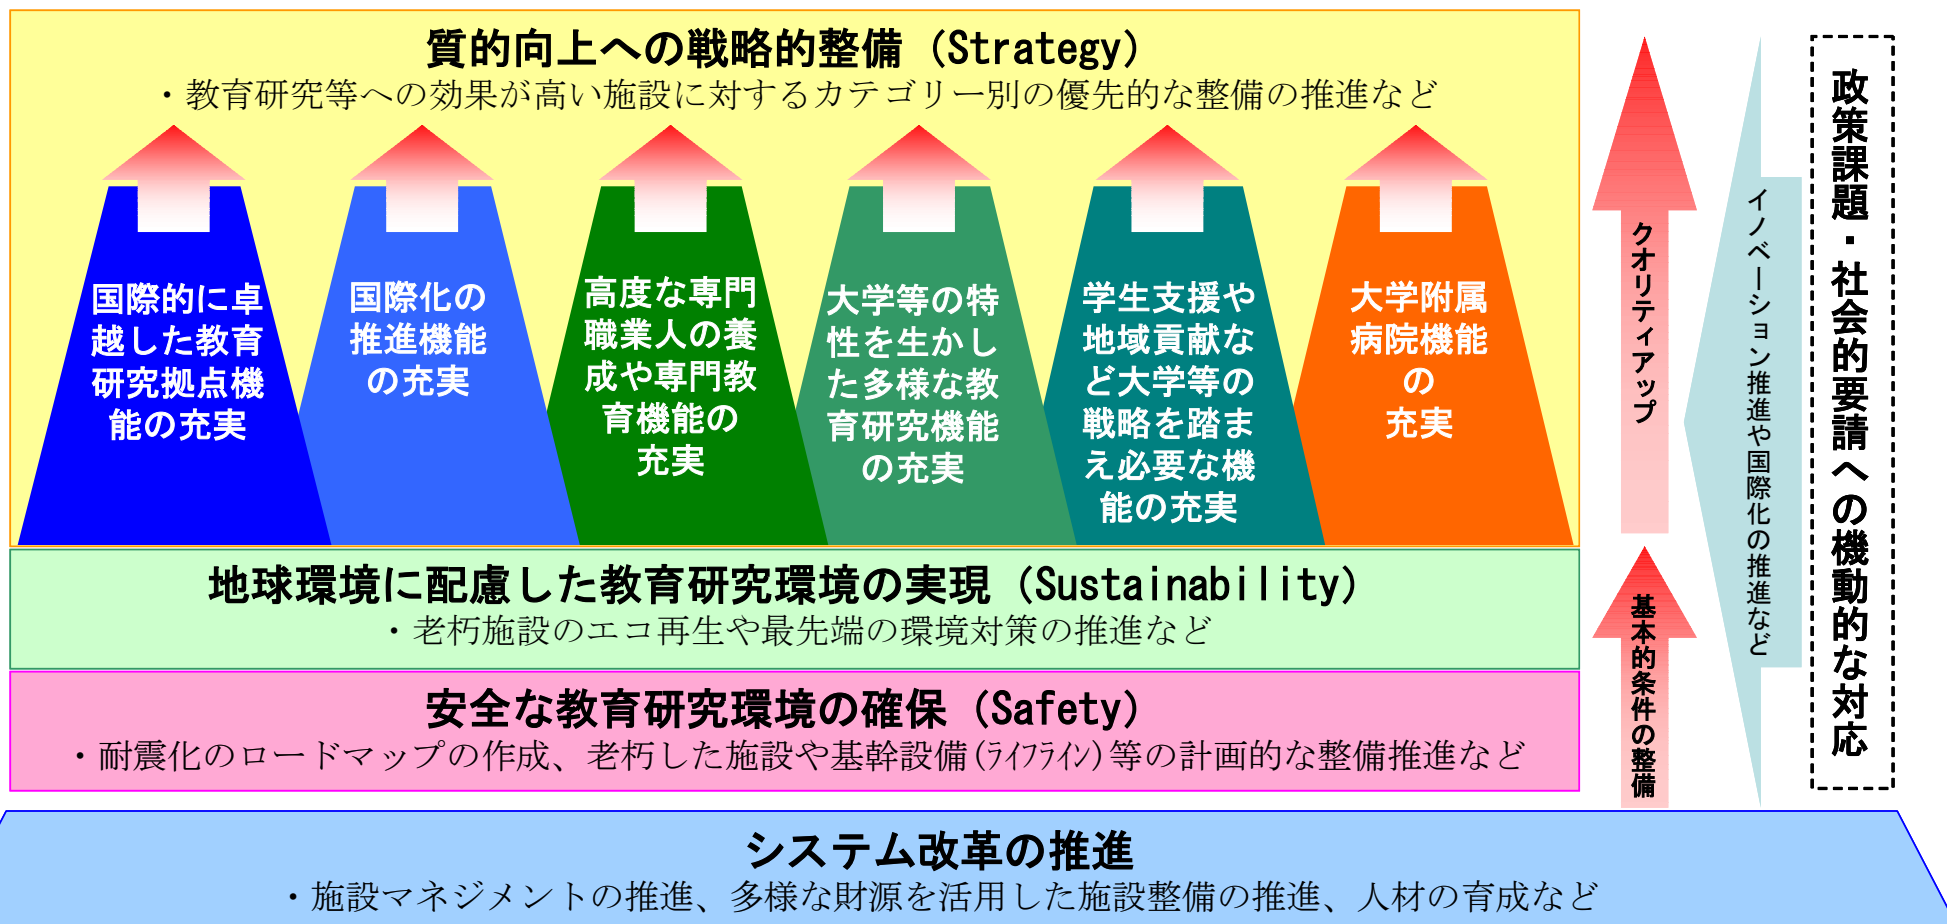 質的向上への戦略的整備（Strategy）
・教育研究等への効果が高い施設に対するカテゴリー別の優先的な整備の推進など
国際的に卓
越した教育
研究拠点機
能の充実
国際化の
推進機能
の充実
高度な専門
職業人の養
成や専門教
育機能の
充実
大学等の特
性を生かし
た多様な教
育研究機能
の充実
学生支援や
地域貢献な
ど大学等の
戦略を踏ま
え必要な機
能の充実
大学附属
病院機能
の
充実
地球環境に配慮した教育研究環境の実現（Sustainability）
・老朽施設のエコ再生や最先端の環境対策の推進など
安全な教育研究環境の確保（Safety）
・耐震化のロードマップの作成、老朽した施設や基幹設備(ﾗｲﾌﾗｲﾝ)等の計画的な整備推進など
クオリティアップ
基本的条件の整備
イノベーション推進や国際化の推進など
政策課題・社会的要請への機動的な対応
システム改革の推進
・施設マネジメントの推進、多様な財源を活用した施設整備の推進、人材の育成など